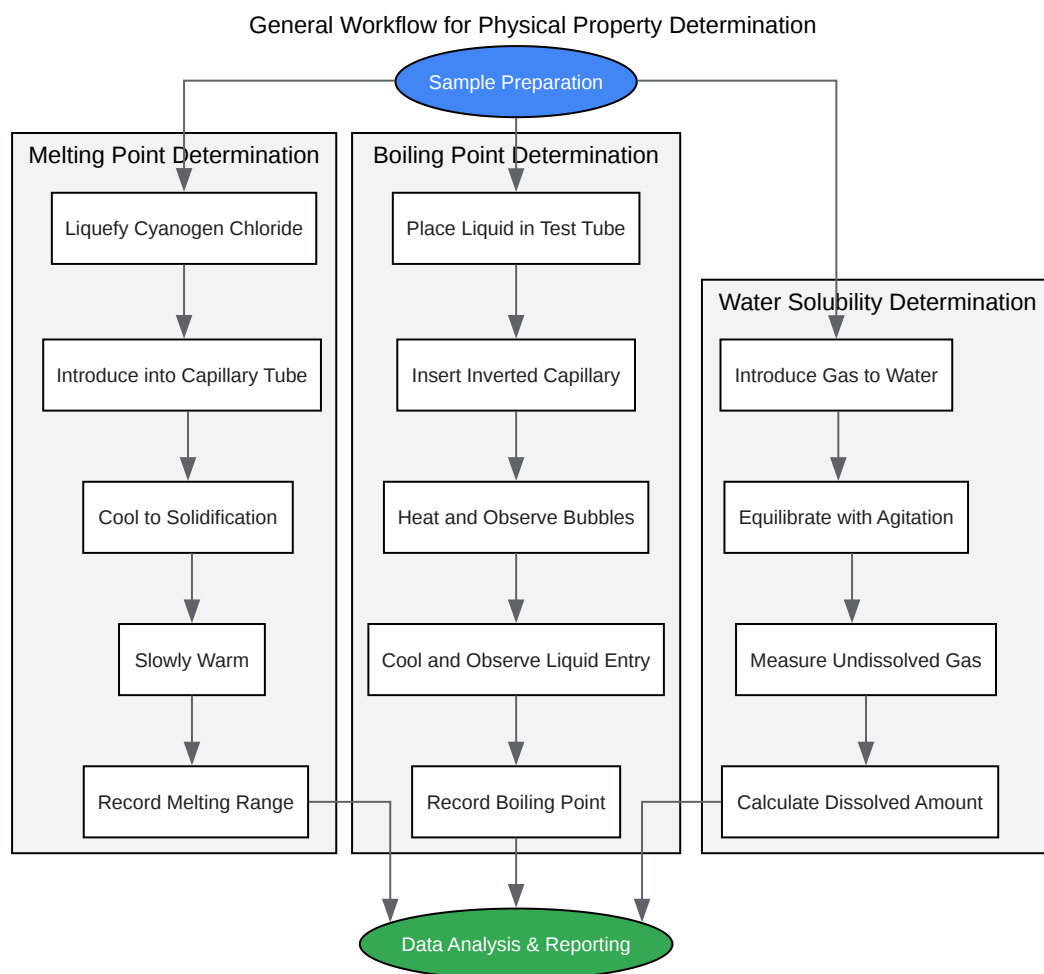 General Workflow for Physical Property Determination
Sample Preparation
Melting Point Determination
Liquefy Cyanogen Chloride
Introduce into Capillary Tube
Cool to Solidification
Slowly Warm
Record Melting Range
Boiling Point Determination
Place Liquid in Test Tube
Insert Inverted Capillary
Heat and Observe Bubbles
Cool and Observe Liquid Entry
Record Boiling Point
Water Solubility Determination
Introduce Gas to Water
Equilibrate with Agitation
Measure Undissolved Gas
Calculate Dissolved Amount
Data Analysis & Reporting